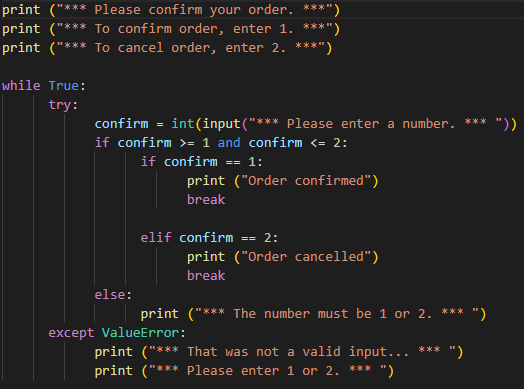 print ("*** Please confirm your order. ***")
print ("*** To confirm order, enter 1. ***")
print ("*** To cancel order, enter 2. ***")

while True:
    try:
        confirm = int(input("*** Please enter a number. *** "))
        if confirm >= 1 and confirm <= 2:
            if confirm == 1:
                print ("Order confirmed")
                break

            elif confirm == 2:
                print ("Order cancelled")
                break
        else:
            print ("*** The number must be 1 or 2. *** ")
    except ValueError:
        print ("*** That was not a valid input... *** ")
        print ("*** Please enter 1 or 2. *** ")